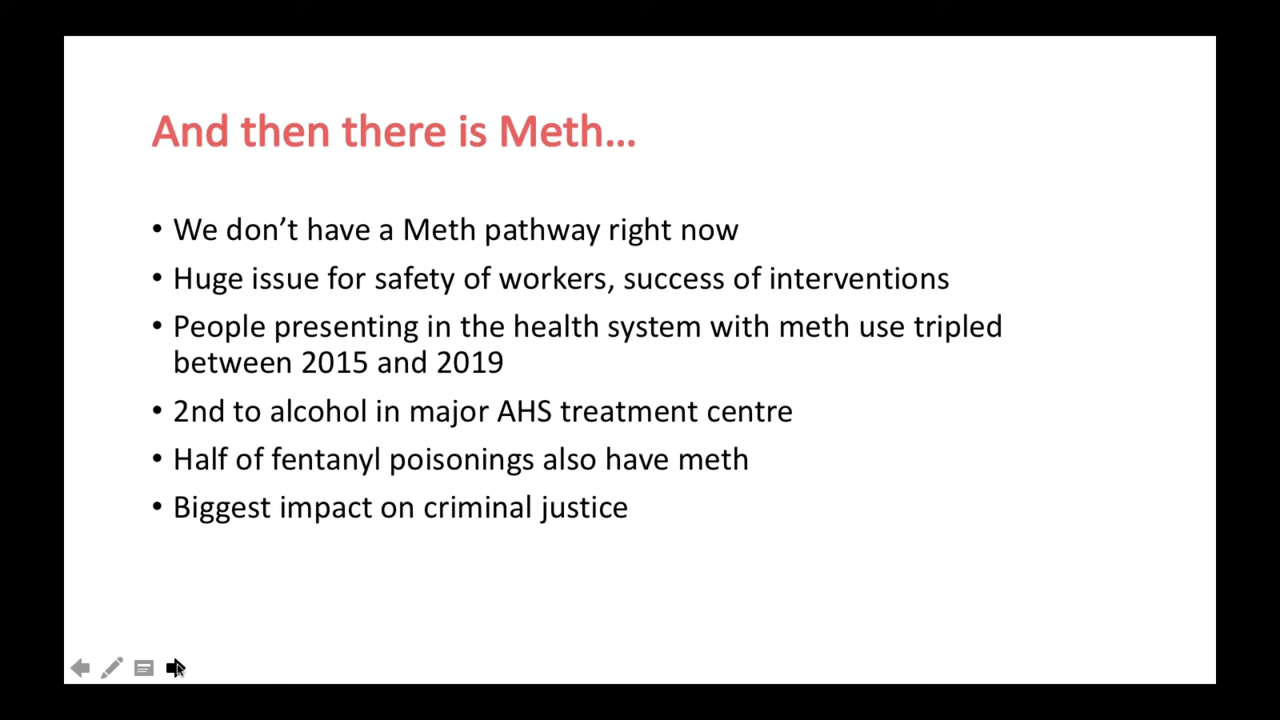 And then there is Meth...
• We don’t have a Meth pathway right now
• Huge issue for safety of workers, success of interventions
• People presenting in the health system with meth use tripled
between 2015 and 2019
• 2nd to alcohol in major AHS treatment centre
• Half of fentanyl poisonings also have meth
• Biggest impact on criminal justice